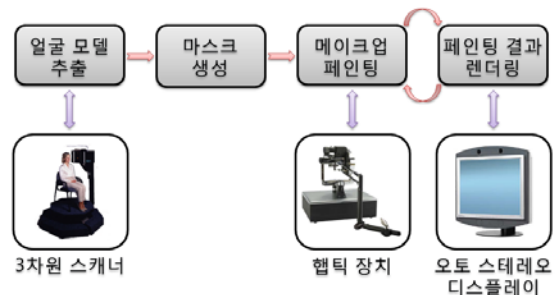 얼굴 모델
추출
마스크
생성
메이크업
페인팅
페인팅 결과
렌더링
3차원 스캐너
햅틱 장치
오토 스테레오
디스플레이